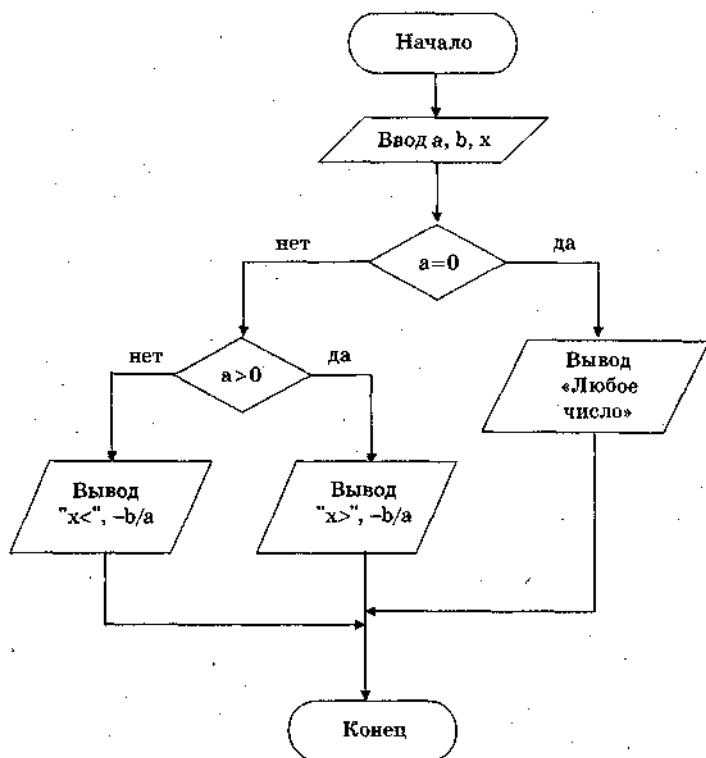 Начало
Ввод a, b, x
нет
да
a=0
нет
да
a>0
Вывод
«Любое
число»
Вывод
"x<", –b/a
Вывод
"x>", –b/a
Конец